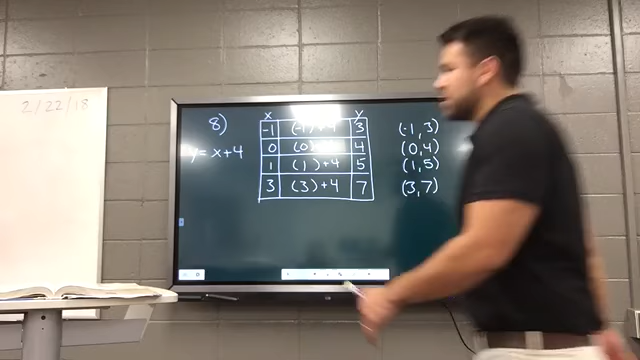 2/22/18
8)
y = x+4
x y
-1 (-1)+4 3 (-1, 3)
0 (0) 4 (0,4)
1 (1)+4 5 (1,5)
3 (3)+4 7 (3,7)